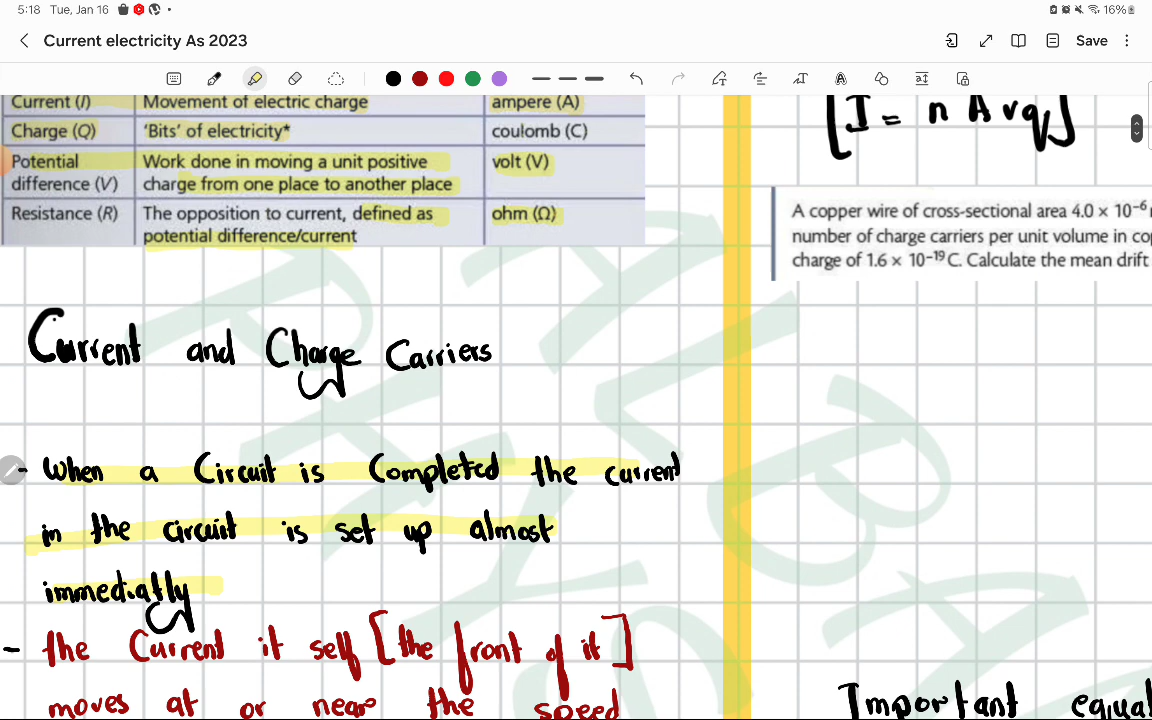 5:18 Tue, Jan 16
16%
Current electricity As 2023
Save
Current (I) Movement of electric charge ampere (A)
Charge (Q) 'Bits' of electricity* coulomb (C)
Potential difference (V) Work done in moving a unit positive volt (V)
charge from one place to another place
Resistance (R) The opposition to current, defined as ohm (Ω)
potential difference/current
[I = n A v q]
A copper wire of cross-sectional area 4.0 × 10⁻⁶
number of charge carriers per unit volume in
charge of 1.6 × 10⁻¹⁹ C. Calculate the mean drift
Current and Charge Carriers
- When a Circuit is Completed the current
in the circuit is set up almost
immediatly
- the Current it self [the front of it]
moves at or near the speed
Important